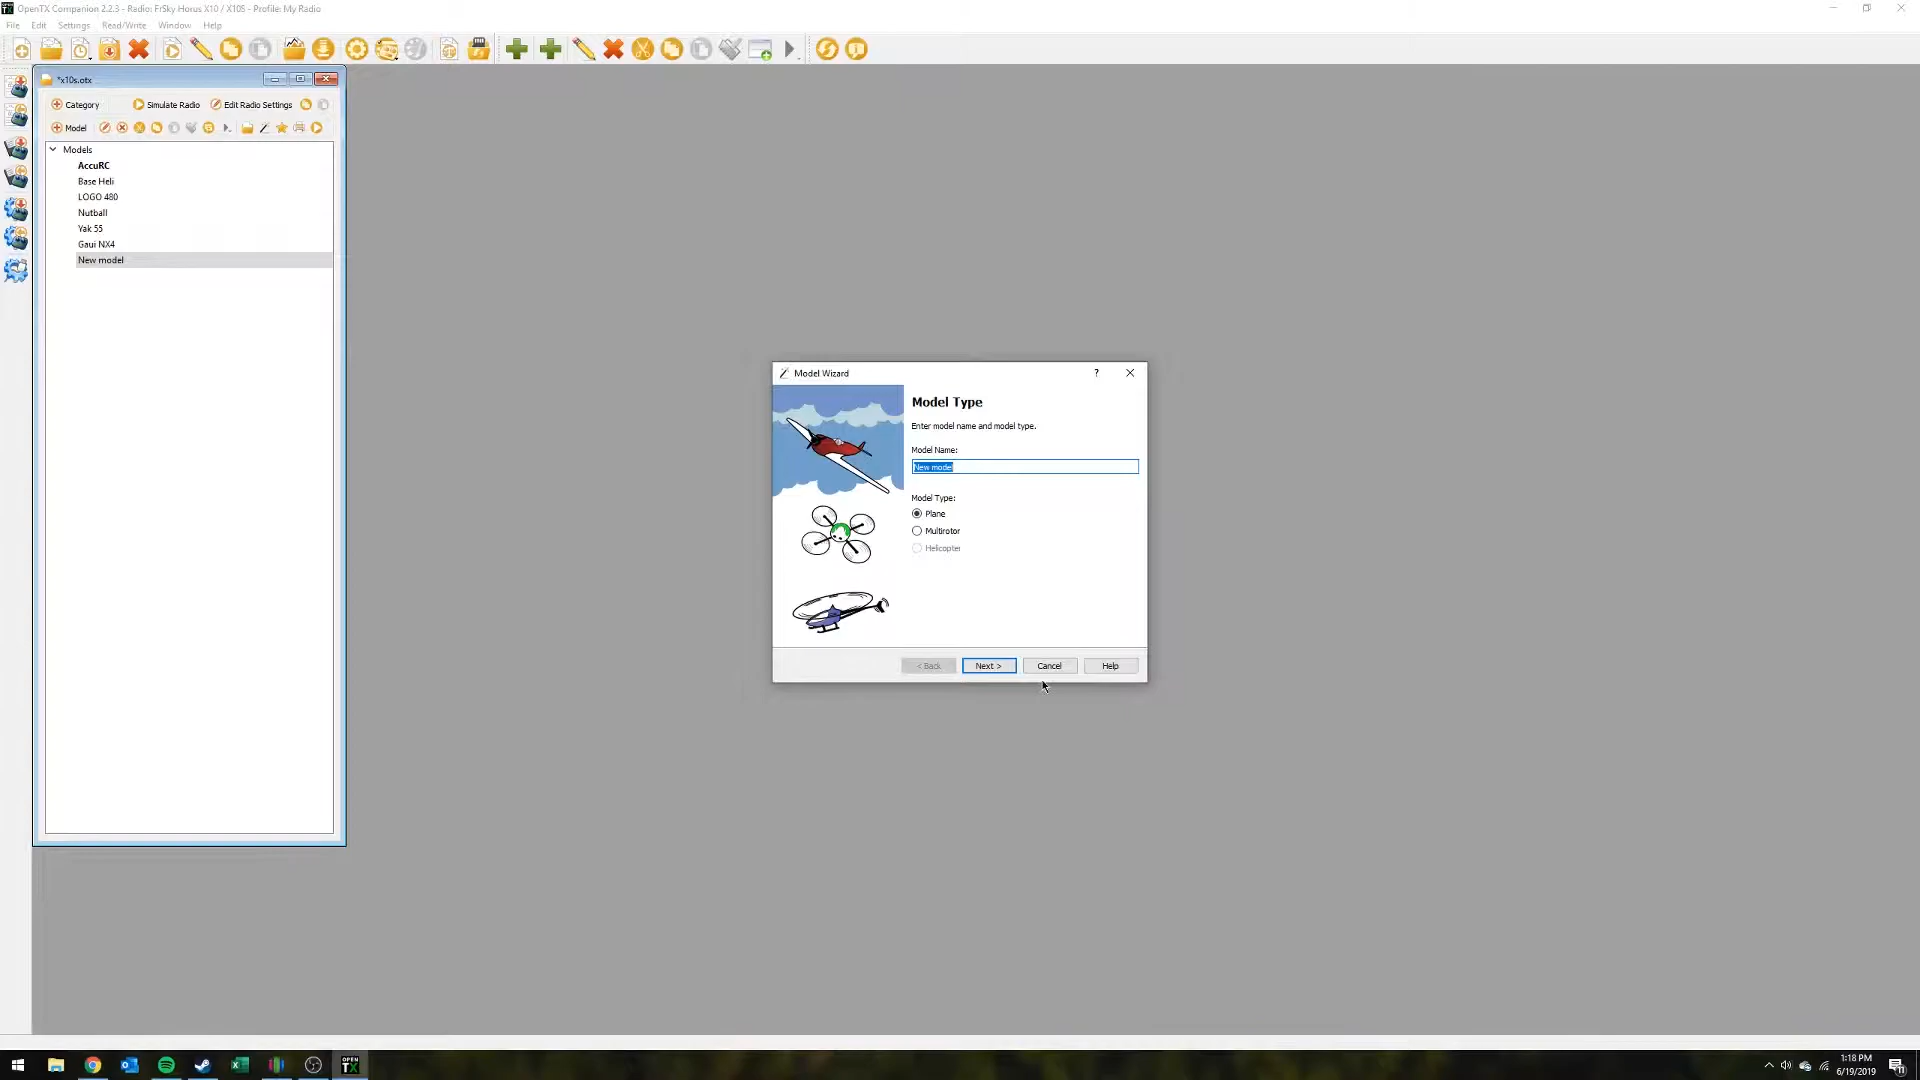 OpenTX Companion 2.2.3 - Radio: FrSky Horus X10 / X10S - Profile: My Radio
File Edit Settings Read/Write Window Help
*x10s.otx
Category Simulate Radio Edit Radio Settings
Model
Models
AccuRC
Base Heli
LOGO 480
Nutball
Yak 55
Gaui NX4
New model
Model Wizard ?
Model Type
Enter model name and model type.
Model Name:
New model
Model Type:
Plane
Multirotor
Helicopter
< Back Next > Cancel Help
OPEN
TX
1:18 PM
6/19/2019